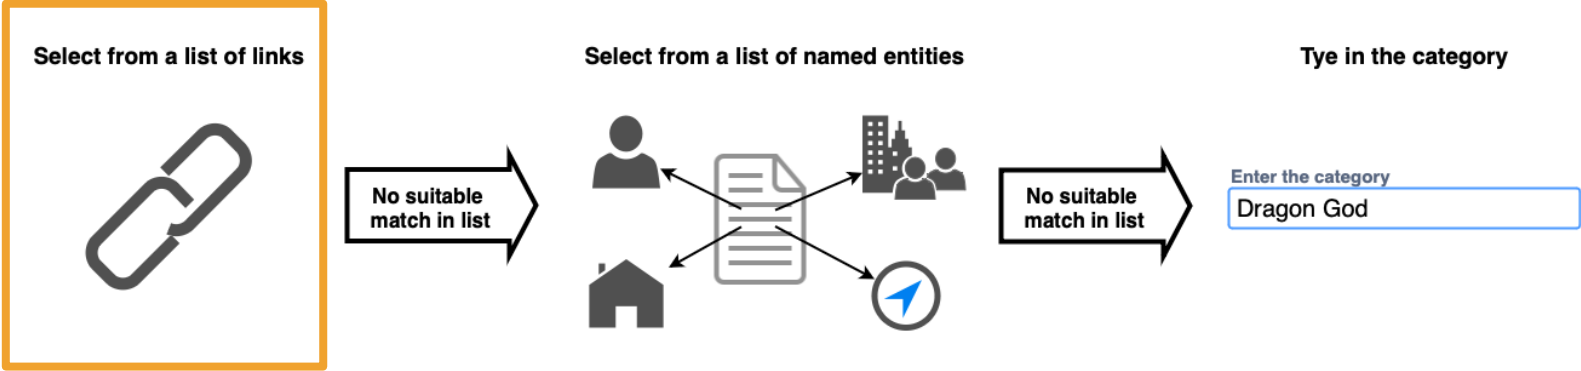 Select from a list of links
Select from a list of named entities
Tye in the category
No suitable
match in list
No suitable
match in list
Enter the category
Dragon God